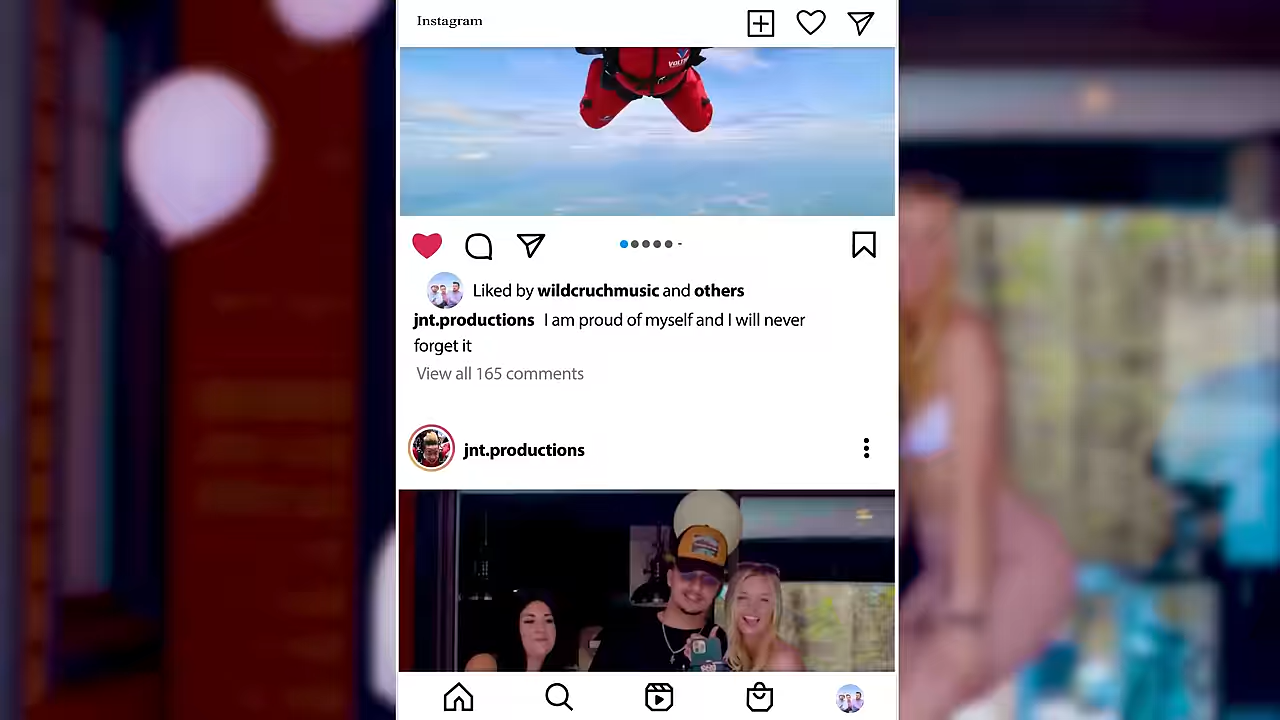 Instagram
Liked by wildcruchmusic and others
jnt.productions I am proud of myself and I will never
forget it
View all 165 comments
jnt.productions